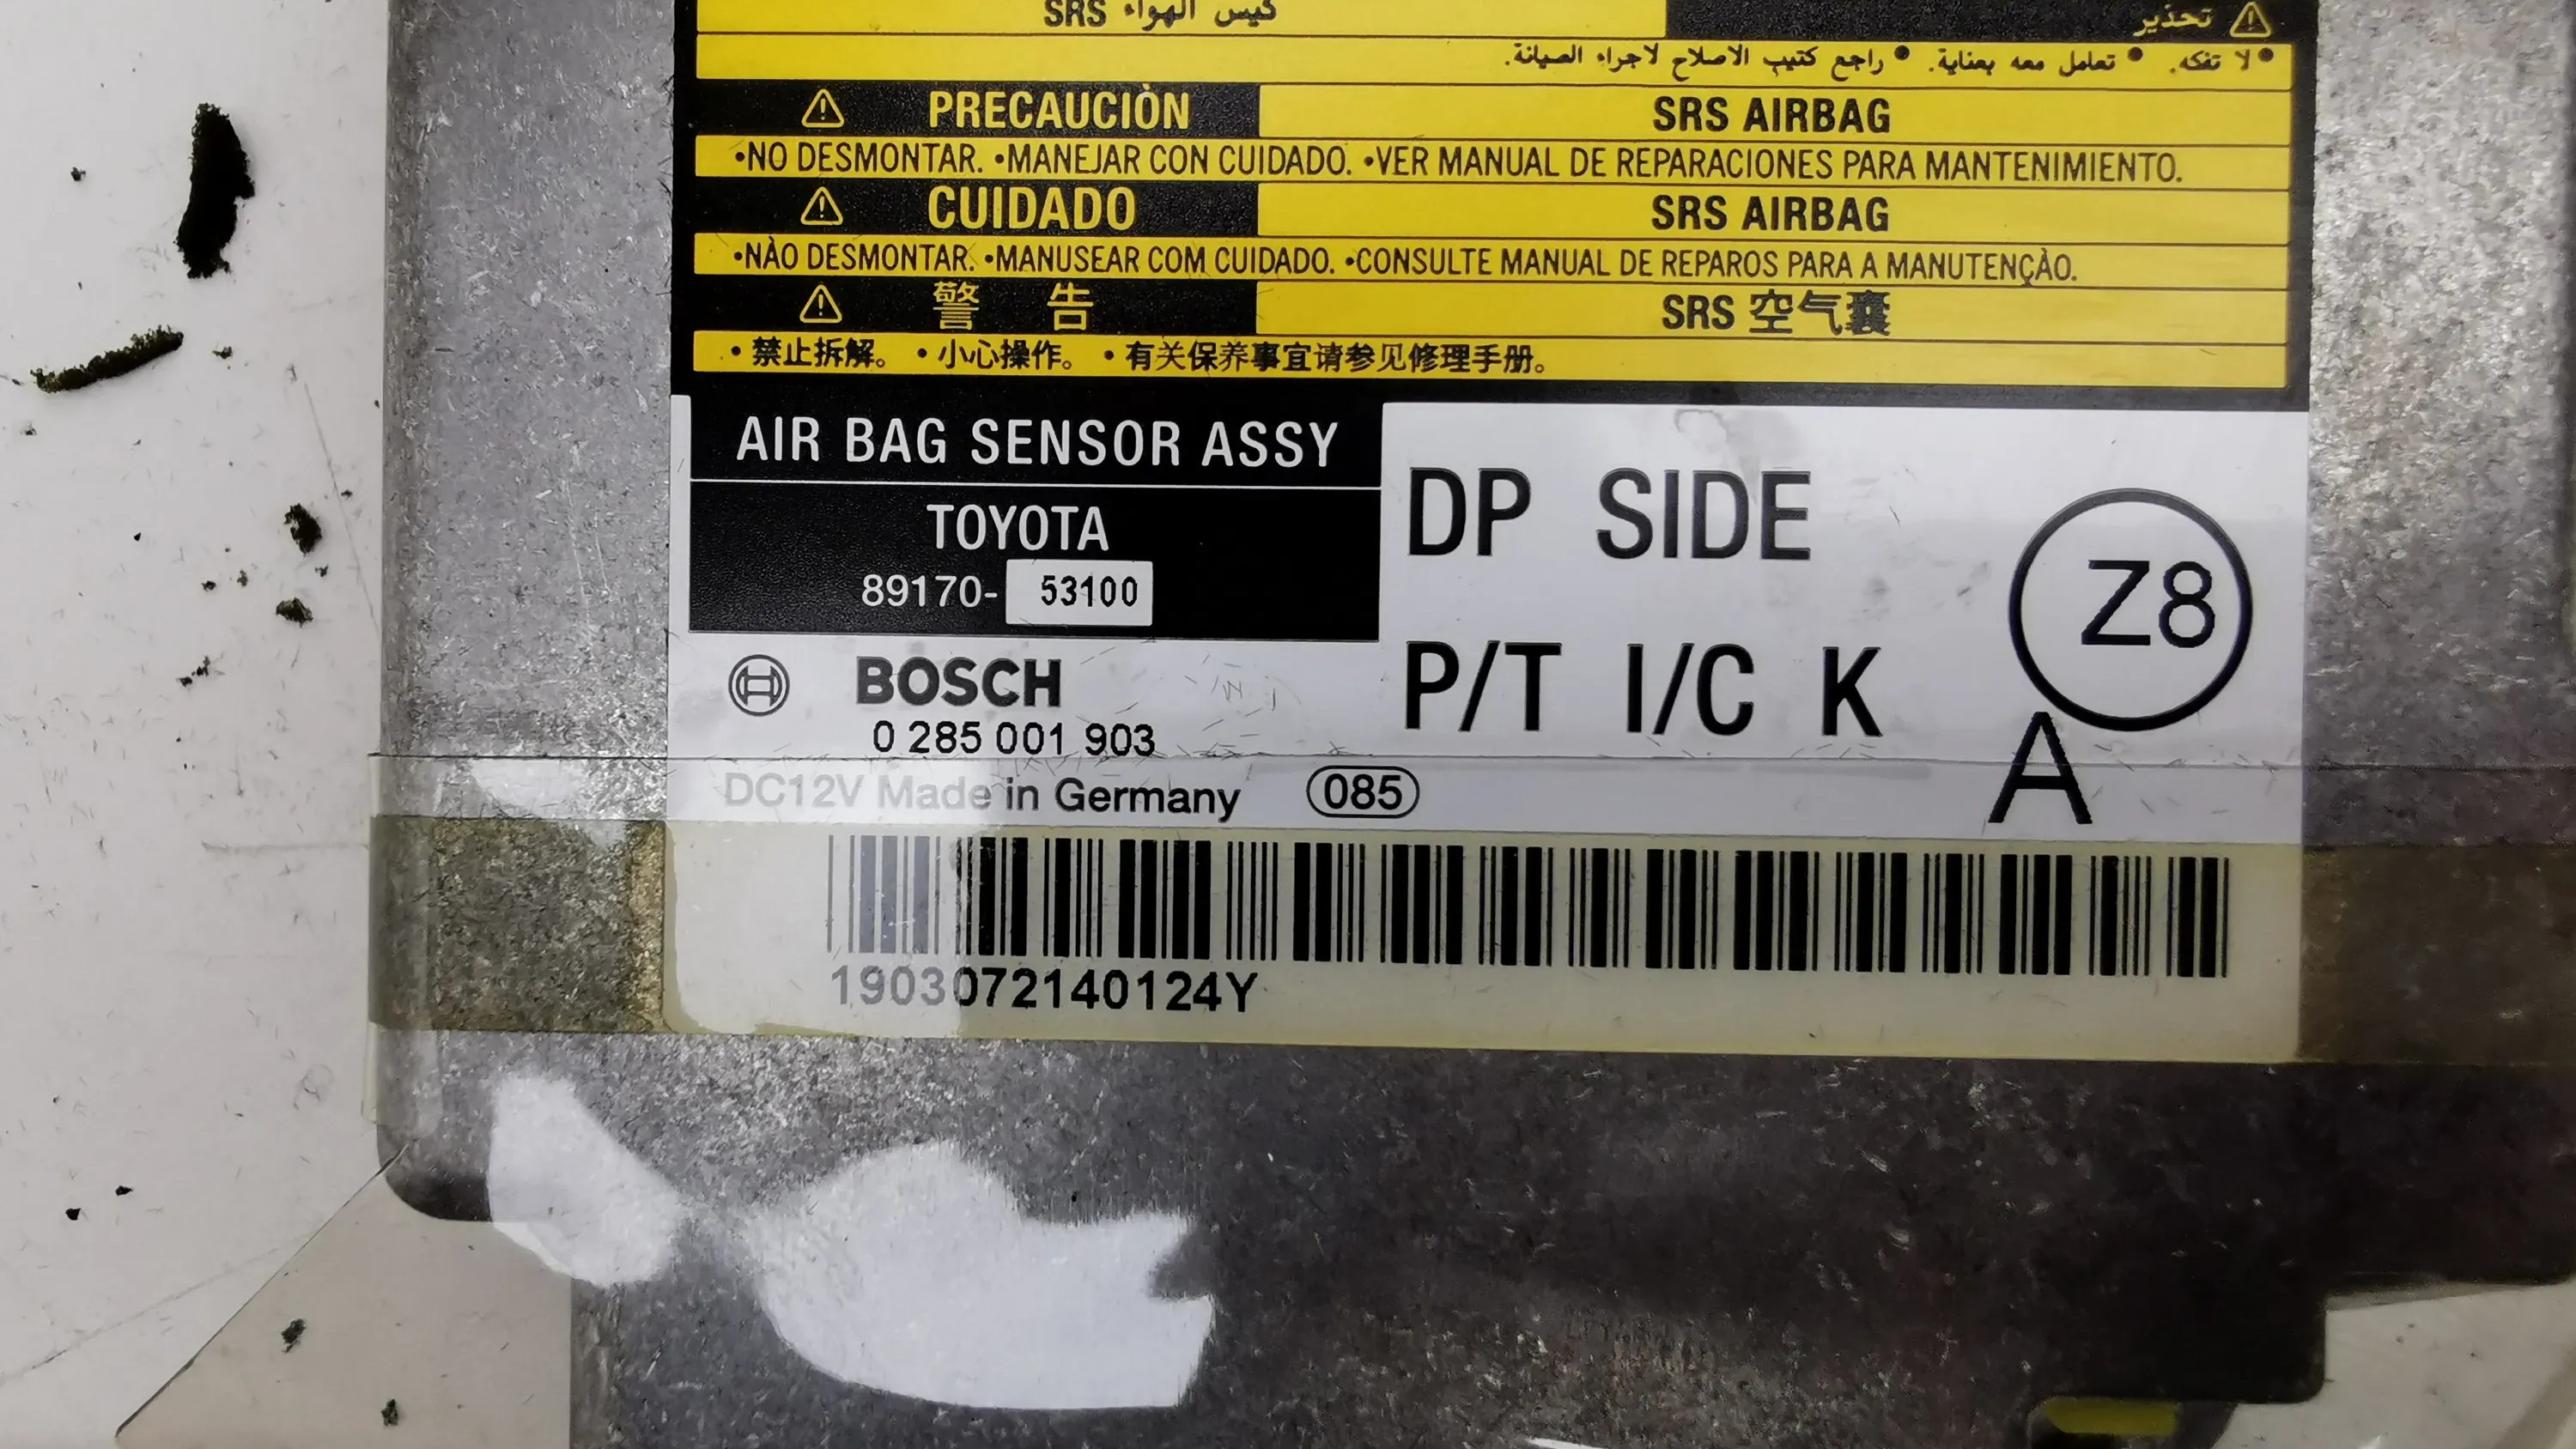 كيس الهواء SRS
⚠ تحذير
• لا تفكه. • تعامل معه بعناية. • راجع كتيب الاصلاح لاجراء الصيانة.
⚠ PRECAUCIÒN SRS AIRBAG
•NO DESMONTAR. •MANEJAR CON CUIDADO. •VER MANUAL DE REPARACIONES PARA MANTENIMIENTO.
⚠ CUIDADO SRS AIRBAG
•NÀO DESMONTAR. •MANUSEAR COM CUIDADO. •CONSULTE MANUAL DE REPAROS PARA A MANUTENÇÀO.
⚠ 警 告 SRS 空气囊
• 禁止拆解。 • 小心操作。 • 有关保养事宜请参见修理手册。
AIR BAG SENSOR ASSY
TOYOTA
89170- 53100
DP SIDE
P/T I/C K
Z8
A
BOSCH
0 285 001 903
DC12V Made in Germany 085
1903072140124Y